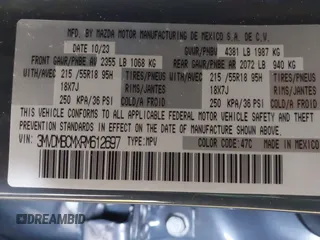 MFD. BY MAZDA MOTOR MANUFACTURING DE MEXICO S.A. DE C.V.
DATE 10/23 GVWR/PNBV 4381 LB 1987 KG
FRONT GAWR/PNBE AV 2355 LB 1068 KG REAR GAWR/PNBE AR 2072 LB 940 KG
WITH/AVEC 215/55R18 95H TIRES/PNEUS WITH/AVEC 215/55R18 95H TIRES/PNEUS
18X7J RIMS/JANTES 18X7J RIMS/JANTES
250 KPA/36 PSI COLD/A FROID 250 KPA/36 PSI COLD/A FROID
THIS VEHICLE CONFORMS TO ALL APPLICABLE FEDERAL MOTOR VEHICLE SAFETY,
BUMPER, AND THEFT PREVENTION STANDARDS IN EFFECT ON THE DATE OF
MANUFACTURE SHOWN ABOVE.
VIN: 3MVDMBCMXRM612697 TYPE:MPV COLOR CODE:47C MADE IN MEXICO